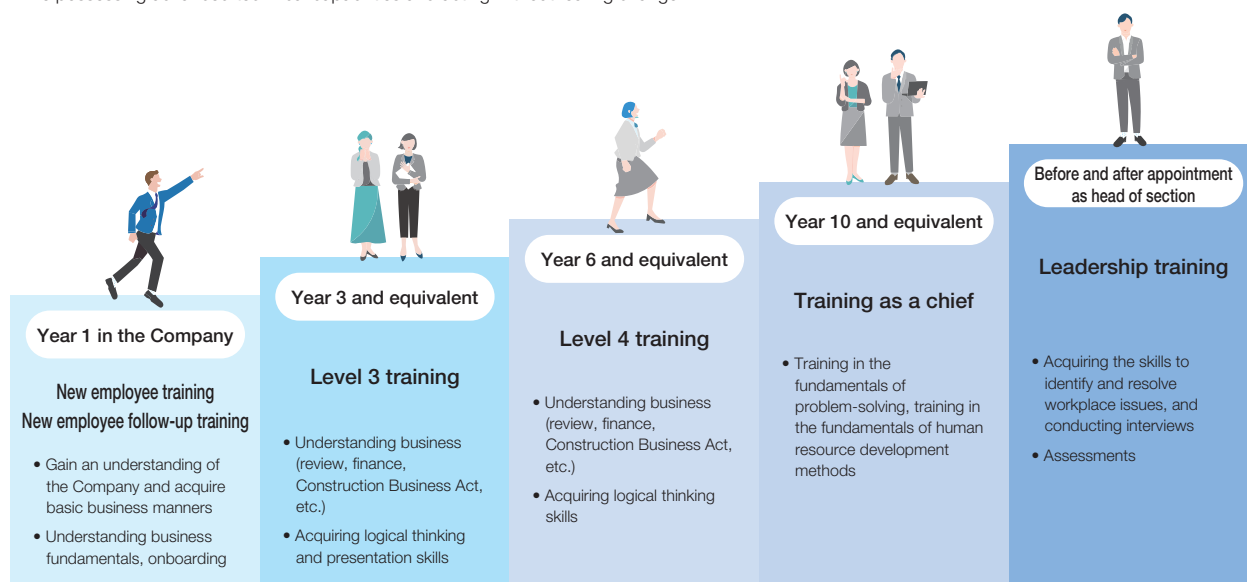 Year 1 in the Company
New employee training
New employee follow-up training
• Gain an understanding of
the Company and acquire
basic business manners
• Understanding business
fundamentals, onboarding
Year 3 and equivalent
Level 3 training
• Understanding business
(review, finance,
Construction Business Act,
etc.)
• Acquiring logical thinking
and presentation skills
Year 6 and equivalent
Level 4 training
• Understanding business
(review, finance,
Construction Business Act,
etc.)
• Acquiring logical thinking
skills
Year 10 and equivalent
Training as a chief
• Training in the
fundamentals of
problem-solving, training in
the fundamentals of human
resource development
methods
Before and after appointment
as head of section
Leadership training
• Acquiring the skills to
identify and resolve
workplace issues, and
conducting interviews
• Assessments